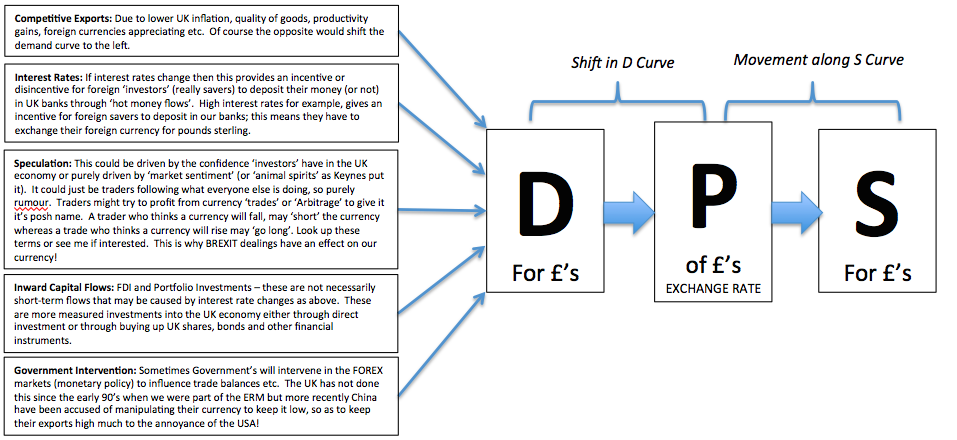 Competitive Exports: Due to lower UK inflation, quality of goods, productivity
gains, foreign currencies appreciating etc. Of course the opposite would shift the
demand curve to the left.
Interest Rates: If interest rates change then this provides an incentive or
disincentive for foreign 'investors' (really savers) to deposit their money (or not)
in UK banks through 'hot money flows'. High interest rates for example, gives an
incentive for foreign savers to deposit in our banks; this means they have to
exchange their foreign currency for pounds sterling.
Speculation: This could be driven by the confidence 'investors' have in the UK
economy or purely driven by 'market sentiment' (or 'animal spirits' as Keynes put
it). It could just be traders following what everyone else is doing, so purely
rumour. Traders might try to profit from currency 'trades' or 'Arbitrage' to give it
it's posh name. A trader who thinks a currency will fall, may 'short' the currency
whereas a trade who thinks a currency will rise may 'go long'. Look up these
terms or see me if interested. This is why BREXIT dealings have an effect on our
currency!
Inward Capital Flows: FDI and Portfolio Investments – these are not necessarily
short-term flows that may be caused by interest rate changes as above. These
are more measured investments into the UK economy either through direct
investment or through buying up UK shares, bonds and other financial
instruments.
Government Intervention: Sometimes Government's will intervene in the FOREX
markets (monetary policy) to influence trade balances etc. The UK has not done
this since the early 90's when we were part of the ERM but more recently China
have been accused of manipulating their currency to keep it low, so as to keep
their exports high much to the annoyance of the USA!
Shift in D Curve
Movement along S Curve
D
For £'s
P
of £'s
EXCHANGE RATE
S
For £'s